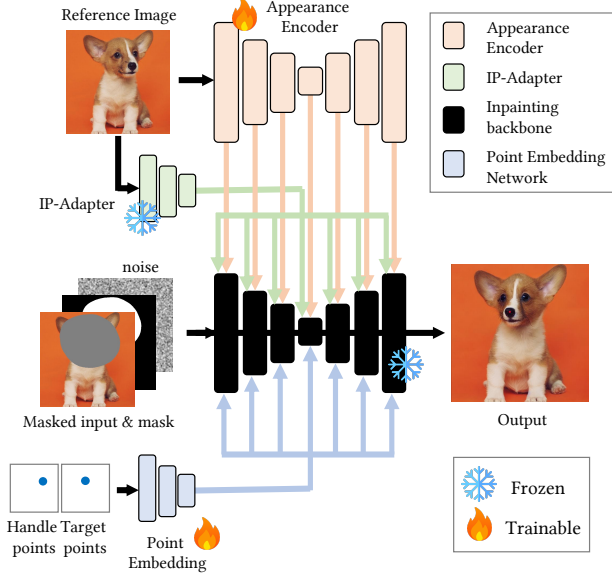 Reference Image
Appearance
Encoder
Appearance
Encoder
IP-Adapter
Inpainting
backbone
Point Embedding
Network
IP-Adapter
noise
Masked input & mask
Output
Handle
points
Target
points
Point
Embedding
Frozen
Trainable